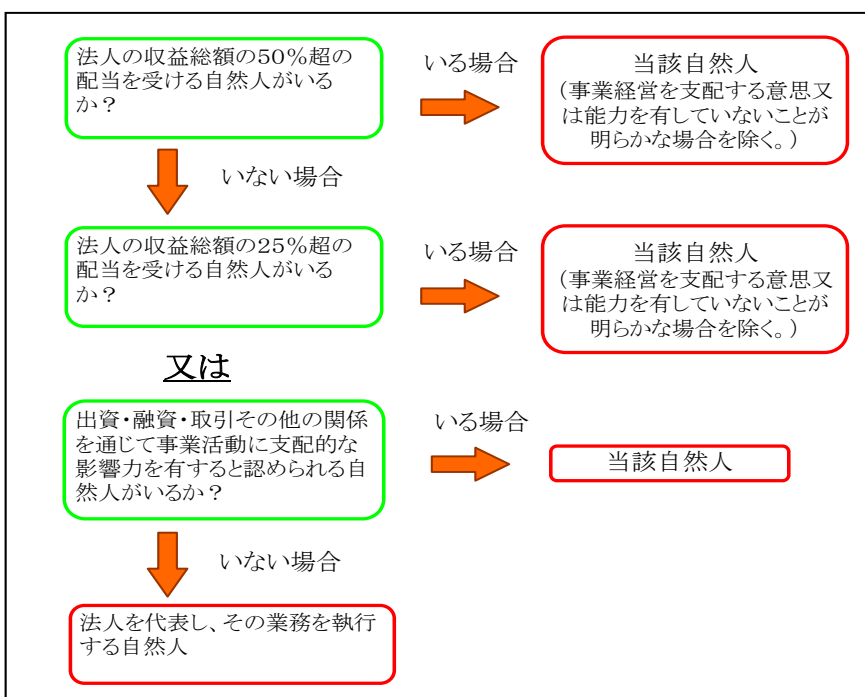 法人の収益総額の50%超の
配当を受ける自然人がいる
か?
いる場合
当該自然人
(事業経営を支配する意思又
は能力を有していないことが
明らかな場合を除く。)
いない場合
法人の収益総額の25%超の
配当を受ける自然人がいる
か?
いる場合
当該自然人
(事業経営を支配する意思又
は能力を有していないことが
明らかな場合を除く。)
又は
出資・融資・取引その他の関係
を通じて事業活動に支配的な
影響力を有すると認められる自
然人がいるか?
いる場合
当該自然人
いない場合
法人を代表し、その業務を執行
する自然人